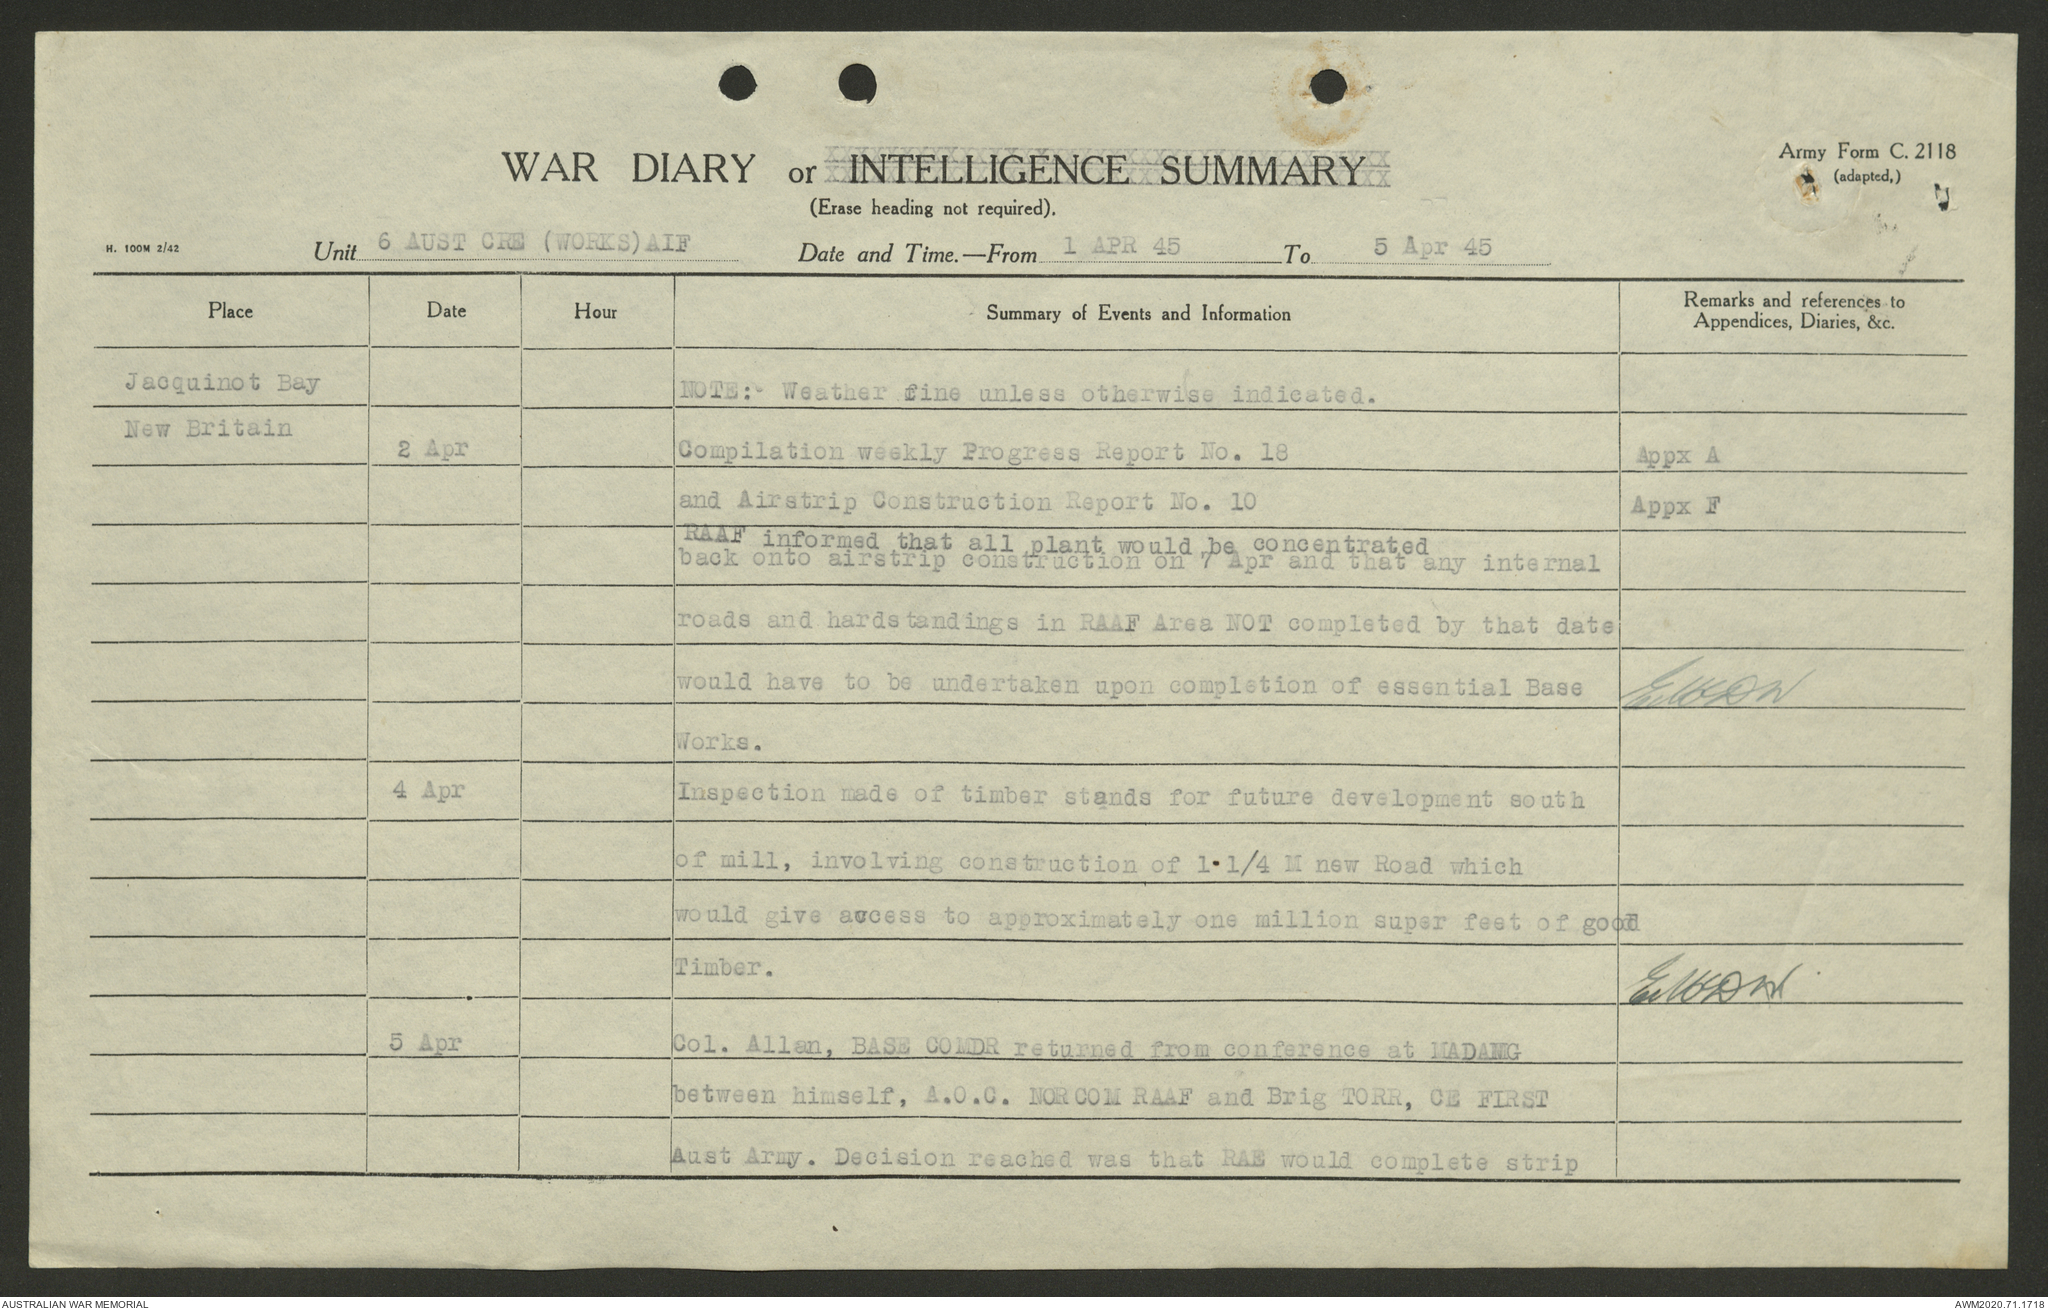 WAR DIARY or INTELLIGENCE SUMMARY
(Erase heading not required).
Army Form C. 2118
(adapted,)
H. 100M 2/42
Unit 6 AUST CRE (WORKS)AIF Date and Time.—From 1 APR 45 To 5 Apr 45
Place Date Hour Summary of Events and Information Remarks and references to
Appendices, Diaries, &c.
Jacquinot Bay NOTE:- Weather fine unless otherwise indicated.
New Britain
2 Apr Compilation weekly Progress Report No. 18 Appx A
and Airstrip Construction Report No. 10 Appx F
RAAF informed that all plant would be concentrated
back onto airstrip construction on 7 Apr and that any internal
roads and hardstandings in RAAF Area NOT completed by that date
would have to be undertaken upon completion of essential Base
Works.
4 Apr Inspection made of timber stands for future development south
of mill, involving construction of 1·1/4 M new Road which
would give access to approximately one million super feet of good
Timber.
5 Apr Col. Allan, BASE COMDR returned from conference at MADANG
between himself, A.O.C. NORCOM RAAF and Brig TORR, CE FIRST
Aust Army. Decision reached was that RAE would complete strip
AUSTRALIAN WAR MEMORIAL AWM2020.71.1718